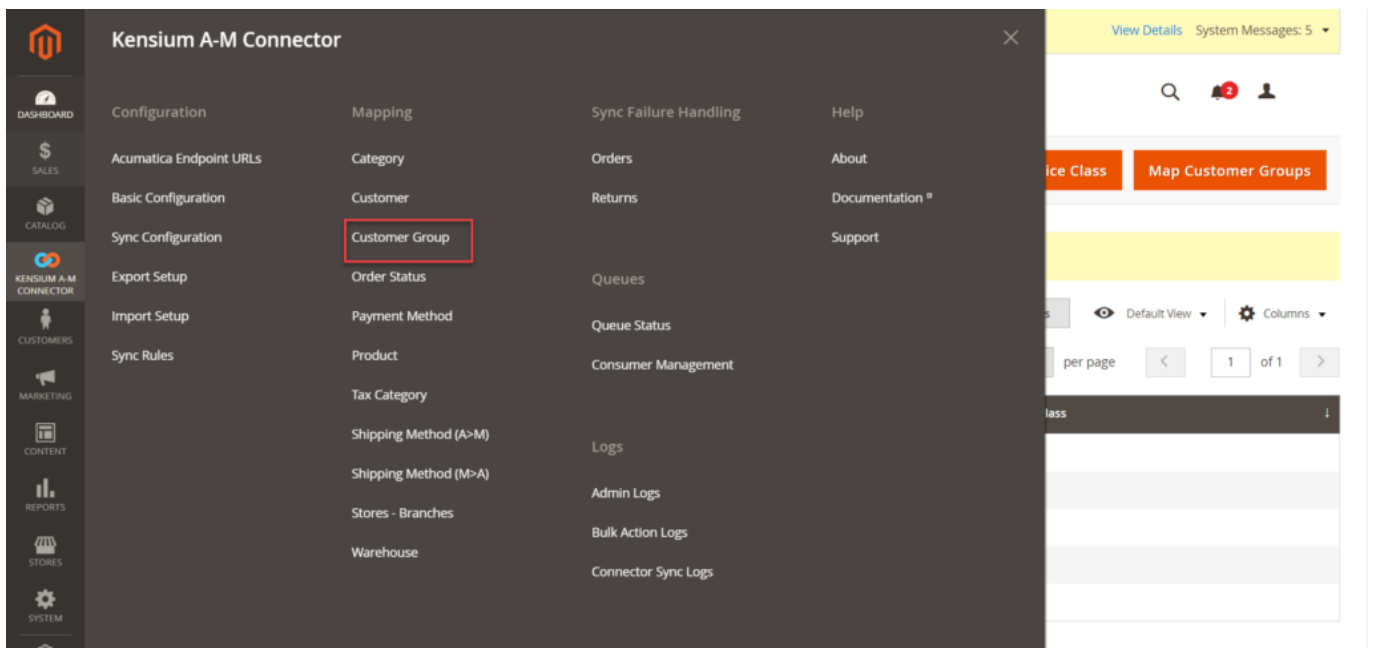 DASHBOARD
SALES
CATALOG
KENSIUM A-M
CONNECTOR
CUSTOMERS
MARKETING
CONTENT
REPORTS
STORES
SYSTEM
Kensium A-M Connector
Configuration
Acumatica Endpoint URLs
Basic Configuration
Sync Configuration
Export Setup
Import Setup
Sync Rules
Mapping
Category
Customer
Customer Group
Order Status
Payment Method
Product
Tax Category
Shipping Method (A>M)
Shipping Method (M>A)
Stores - Branches
Warehouse
Sync Failure Handling
Orders
Returns
Queues
Queue Status
Consumer Management
Logs
Admin Logs
Bulk Action Logs
Connector Sync Logs
Help
About
Documentation
Support
View Details System Messages: 5
2
ice Class Map Customer Groups
s Default View Columns
per page 1 of 1
lass